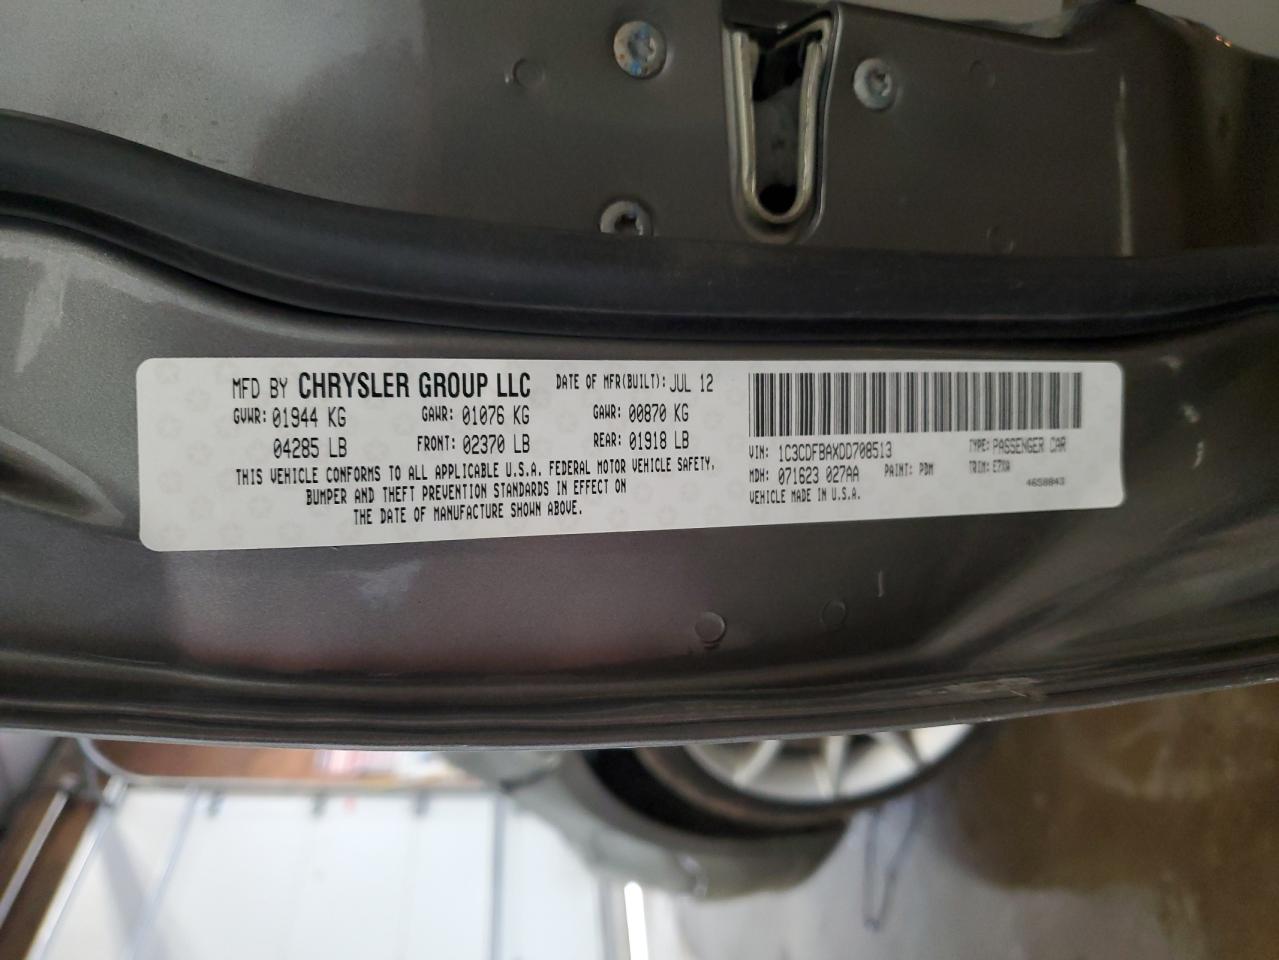 MFD BY CHRYSLER GROUP LLC DATE OF MFR(BUILT): JUL 12
GVWR: 01944 KG GAWR: 01076 KG GAWR: 00870 KG
04285 LB FRONT: 02370 LB REAR: 01918 LB
THIS VEHICLE CONFORMS TO ALL APPLICABLE U.S.A. FEDERAL MOTOR VEHICLE SAFETY,
BUMPER AND THEFT PREVENTION STANDARDS IN EFFECT ON
THE DATE OF MANUFACTURE SHOWN ABOVE.
VIN: 1C3CDFBAXDD708513 TYPE: PASSENGER CAR
MDH: 071623 027AA PAINT: PDM TRIM: E7XA
VEHICLE MADE IN U.S.A. 4658843